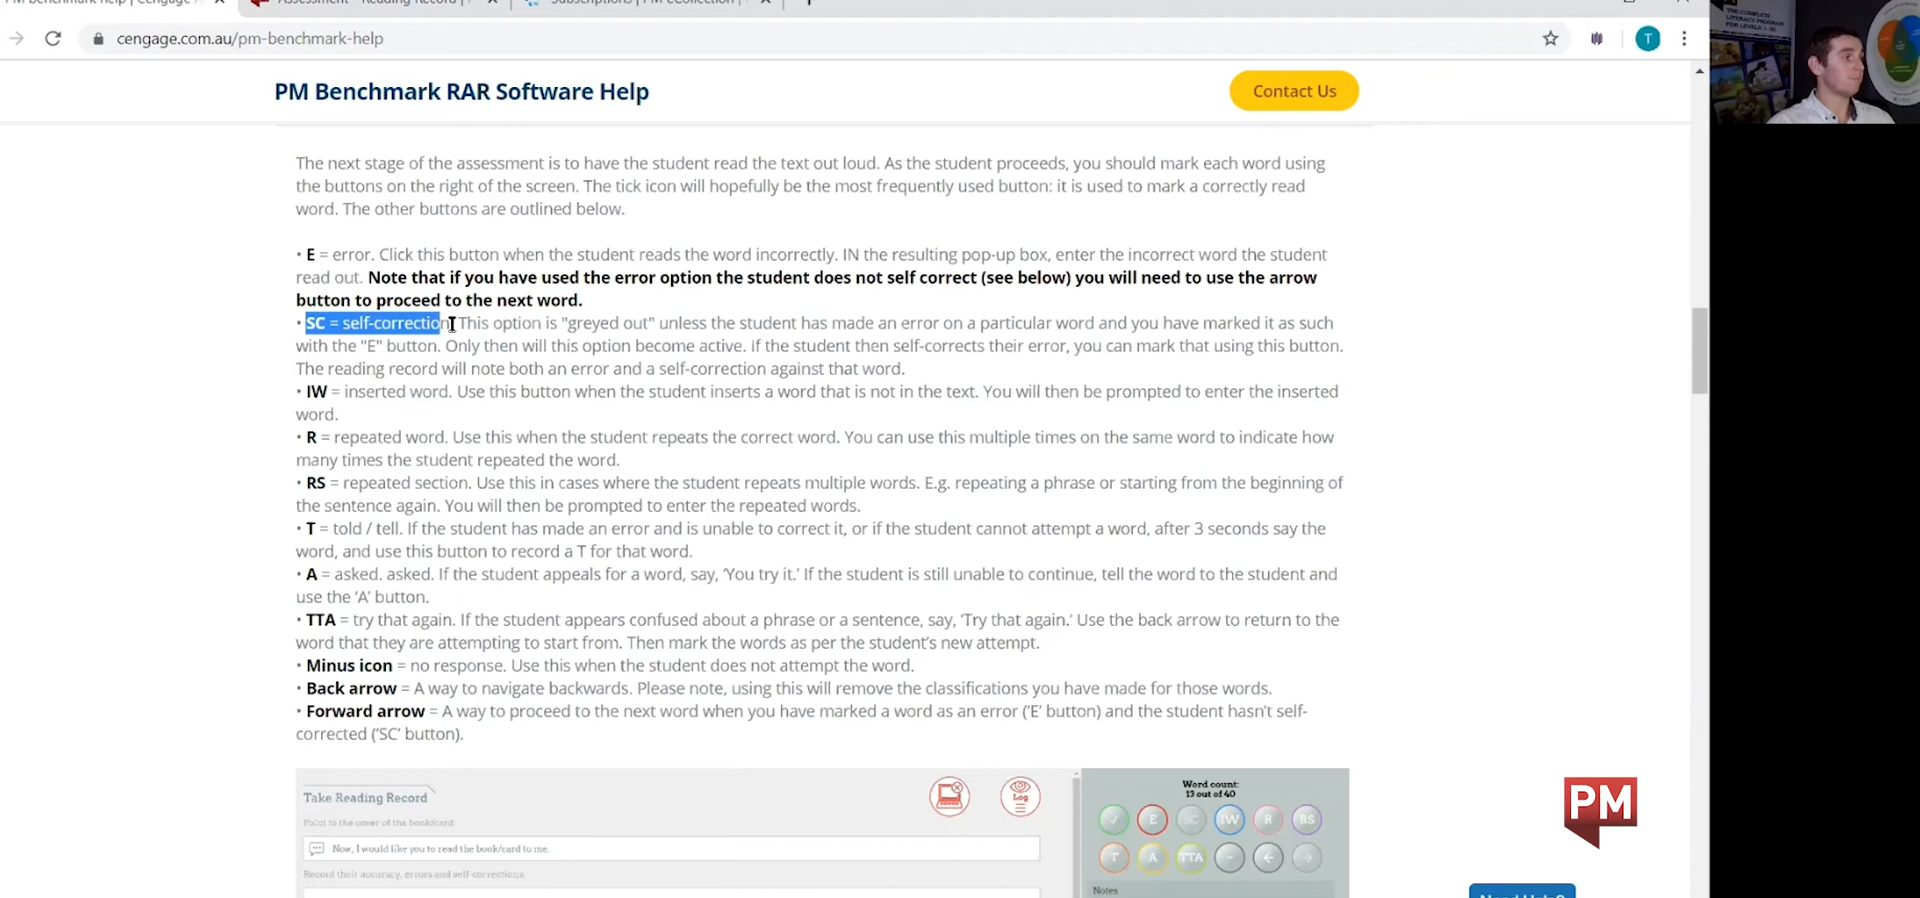 PM benchmark help | Cengage
Assessment - Reading Record |
Subscriptions | PM eCollection |
cengage.com.au/pm-benchmark-help
T
THE COMPLETE
LITERACY PROGRAM
FOR LEVELS 1-30
PM Benchmark RAR Software Help
Contact Us
The next stage of the assessment is to have the student read the text out loud. As the student proceeds, you should mark each word using
the buttons on the right of the screen. The tick icon will hopefully be the most frequently used button: it is used to mark a correctly read
word. The other buttons are outlined below.
• E = error. Click this button when the student reads the word incorrectly. IN the resulting pop-up box, enter the incorrect word the student
read out. Note that if you have used the error option the student does not self correct (see below) you will need to use the arrow
button to proceed to the next word.
• SC = self-correction. This option is "greyed out" unless the student has made an error on a particular word and you have marked it as such
with the "E" button. Only then will this option become active. If the student then self-corrects their error, you can mark that using this button.
The reading record will note both an error and a self-correction against that word.
• IW = inserted word. Use this button when the student inserts a word that is not in the text. You will then be prompted to enter the inserted
word.
• R = repeated word. Use this when the student repeats the correct word. You can use this multiple times on the same word to indicate how
many times the student repeated the word.
• RS = repeated section. Use this in cases where the student repeats multiple words. E.g. repeating a phrase or starting from the beginning of
the sentence again. You will then be prompted to enter the repeated words.
• T = told / tell. If the student has made an error and is unable to correct it, or if the student cannot attempt a word, after 3 seconds say the
word, and use this button to record a T for that word.
• A = asked. asked. If the student appeals for a word, say, ‘You try it.’ If the student is still unable to continue, tell the word to the student and
use the ‘A’ button.
• TTA = try that again. If the student appears confused about a phrase or a sentence, say, ‘Try that again.’ Use the back arrow to return to the
word that they are attempting to start from. Then mark the words as per the student’s new attempt.
• Minus icon = no response. Use this when the student does not attempt the word.
• Back arrow = A way to navigate backwards. Please note, using this will remove the classifications you have made for those words.
• Forward arrow = A way to proceed to the next word when you have marked a word as an error (‘E’ button) and the student hasn’t self-
corrected (‘SC’ button).
Take Reading Record
Log
Word count:
13 out of 40
Point to the cover of the book/card.
E SC IW R RS
Now, I would like you to read the book/card to me.
T A TTA
Record their accuracy, errors and self-corrections.
Notes
PM
Need Help?